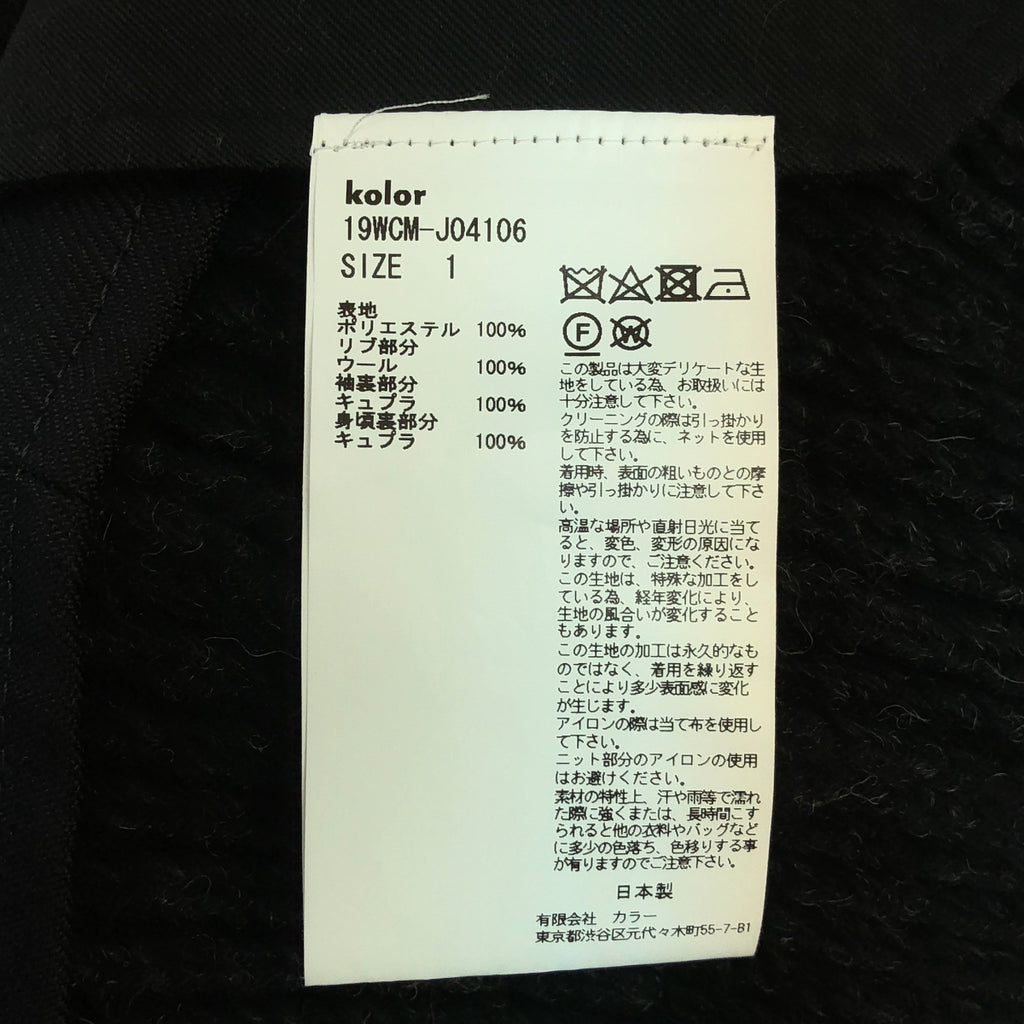 kolor
19WCM-J04106
SIZE 1
表地
ポリエステル 100%
リブ部分
ウール 100%
袖裏部分
キュプラ 100%
身頃裏部分
キュプラ 100%
F
W
この製品は大変デリケートな生
地をしている為、お取扱いには
十分注意して下さい。
クリーニングの際は引っ掛かり
を防止する為に、ネットを使用
して下さい。
着用時、表面の粗いものとの摩
擦や引っ掛かりに注意して下さ
い。
高温な場所や直射日光に当て
ると、変色、変形の原因にな
りますので、ご注意ください。
この生地は、特殊な加工をし
ている為、経年変化により、
生地の風合いが変化すること
もあります。
この生地の加工は永久的なも
のではなく、着用を繰り返す
ことにより多少表面感に変化
が生じます。
アイロンの際は当て布を使用し
て下さい。
ニット部分のアイロンの使用
はお避けください。
素材の特性上、汗や雨等で濡れ
た際に強くまたは、長時間こす
られると他の衣料やバッグなど
に多少の色落ち、色移りする事
が有りますのでご注意下さい。
日本製
有限会社 カラー
東京都渋谷区元代々木町55-7-B1